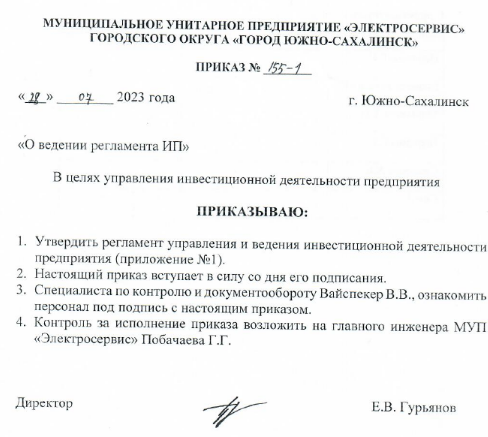 МУНИЦИПАЛЬНОЕ УНИТАРНОЕ ПРЕДПРИЯТИЕ «ЭЛЕКТРОСЕРВИС»
ГОРОДСКОГО ОКРУГА «ГОРОД ЮЖНО-САХАЛИНСК»
ПРИКАЗ № 155-1
«28» 07 2023 года г. Южно-Сахалинск
«О ведении регламента ИП»
В целях управления инвестиционной деятельности предприятия
ПРИКАЗЫВАЮ:
1. Утвердить регламент управления и ведения инвестиционной деятельности
предприятия (приложение №1).
2. Настоящий приказ вступает в силу со дня его подписания.
3. Специалиста по контролю и документообороту Вайспекер В.В., ознакомить
персонал под подпись с настоящим приказом.
4. Контроль за исполнение приказа возложить на главного инженера МУП
«Электросервис» Побачаева Г.Г.
Директор Е.В. Гурьянов